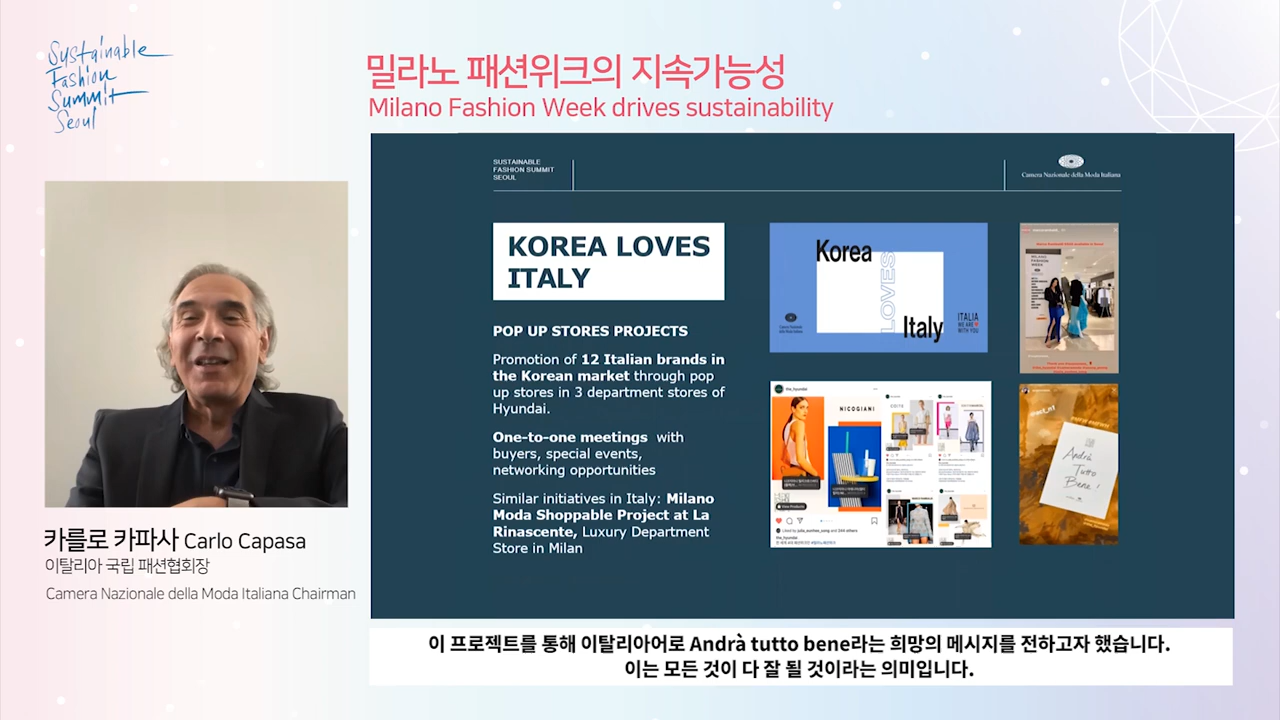 Sustainable
Fashion
Summit
Seoul
밀라노 패션위크의 지속가능성
Milano Fashion Week drives sustainability
SUSTAINABLE
FASHION SUMMIT
SEOUL
Camera Nazionale della Moda Italiana
KOREA LOVES
ITALY
POP UP STORES PROJECTS
Promotion of 12 Italian brands in
the Korean market through pop
up stores in 3 department stores of
Hyundai.
One-to-one meetings with
buyers, special events,
networking opportunities
Similar initiatives in Italy: Milano
Moda Shoppable Project at La
Rinascente, Luxury Department
Store in Milan
Korea
LOVES
Italy
ITALIA
WE ARE
WITH YOU
MILANO
FASHION
WEEK
the_hyundai
NICOGIANI
View Products
the_hyundai
Andrà
Tutto
Bene!
카를로 카파사 Carlo Capasa
이탈리아 국립 패션협회장
Camera Nazionale della Moda Italiana Chairman
이 프로젝트를 통해 이탈리아어로 Andrà tutto bene라는 희망의 메시지를 전하고자 했습니다.
이는 모든 것이 다 잘 될 것이라는 의미입니다.